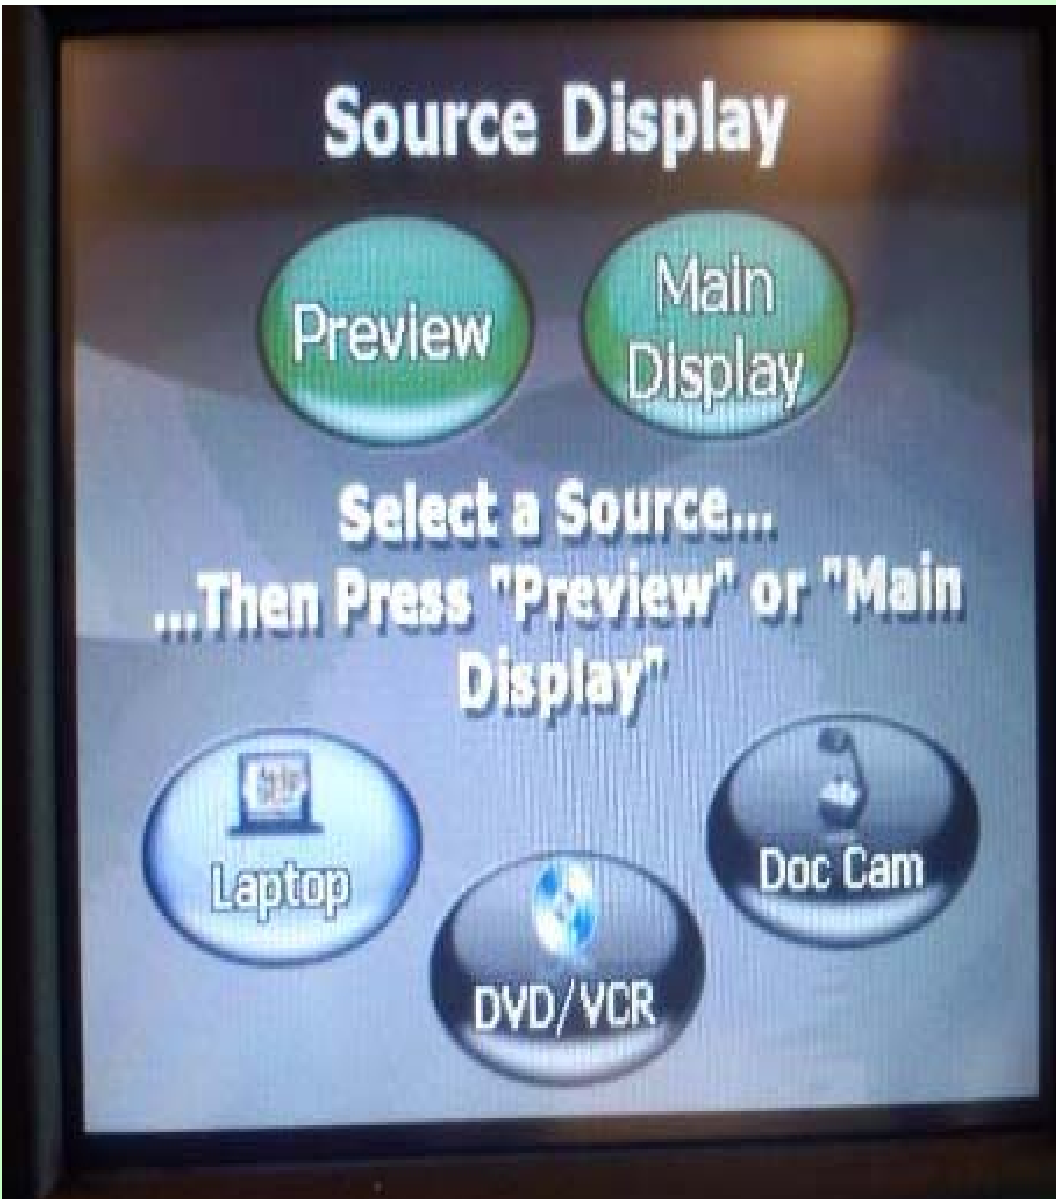 Source Display
Preview
Main
Display
Select a Source...
...Then Press "Preview" or "Main
Display"
Laptop
DVD/VCR
Doc Cam